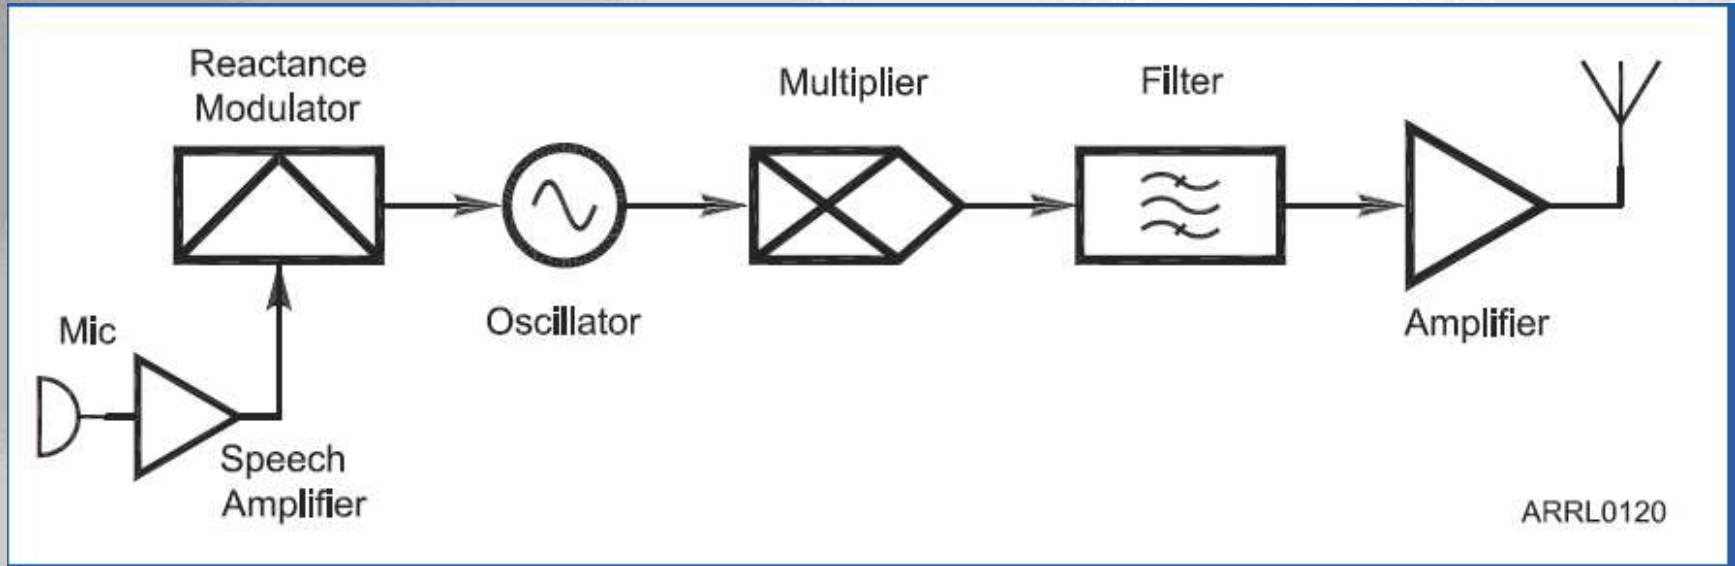 Reactance
Modulator
Multiplier
Filter
Mic
Oscillator
Amplifier
Speech
Amplifier
ARRL0120